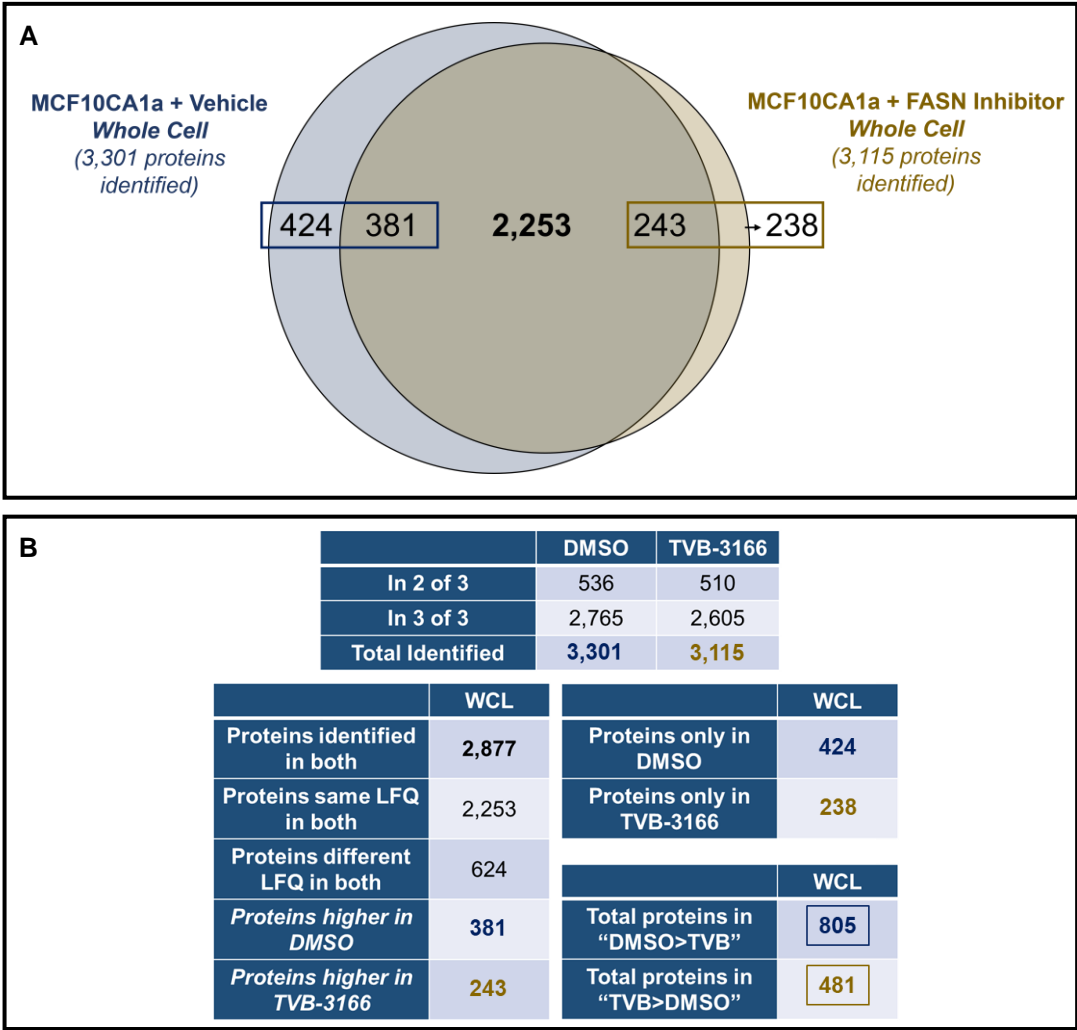 A
MCF10CA1a + Vehicle
Whole Cell
(3,301 proteins
identified)
MCF10CA1a + FASN Inhibitor
Whole Cell
(3,115 proteins
identified)
424 381 2,253 243 →238
B
DMSO TVB-3166
In 2 of 3 536 510
In 3 of 3 2,765 2,605
Total Identified 3,301 3,115
WCL
Proteins identified
in both 2,877
Proteins same LFQ
in both 2,253
Proteins different
LFQ in both 624
Proteins higher in
DMSO 381
Proteins higher in
TVB-3166 243
WCL
Proteins only in
DMSO 424
Proteins only in
TVB-3166 238
WCL
Total proteins in
“DMSO>TVB” 805
Total proteins in
“TVB>DMSO” 481